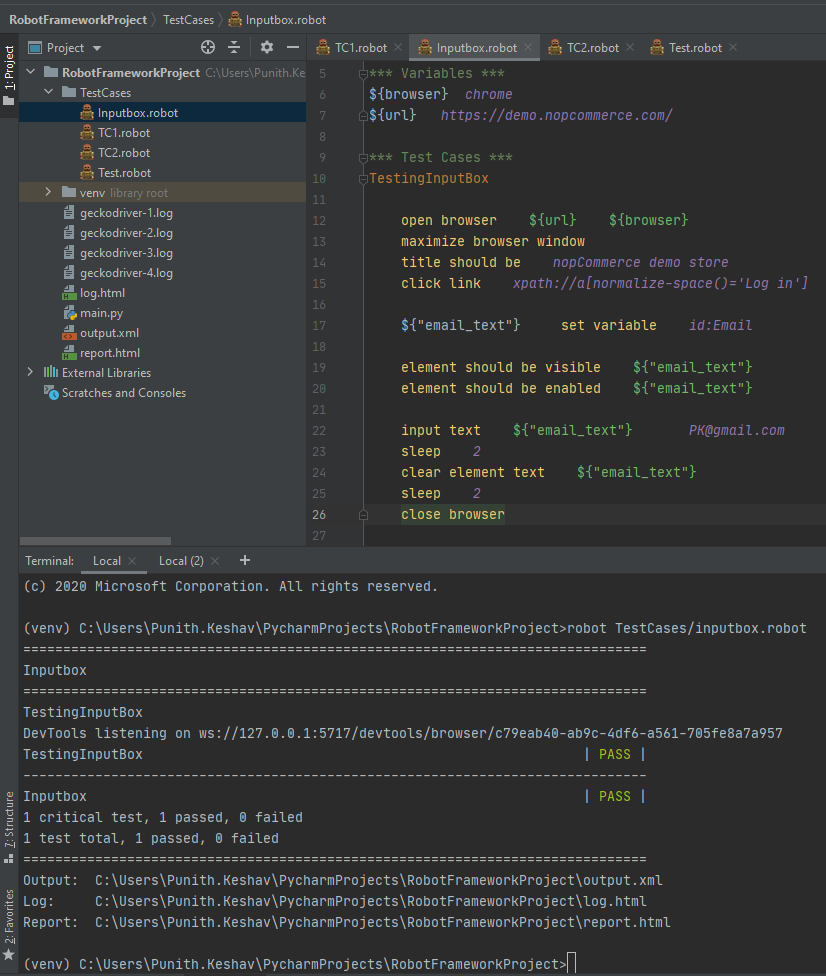 RobotFrameworkProject TestCases Inputbox.robot
1: Project
Project
RobotFrameworkProject C:\Users\Punith.Ke
TestCases
Inputbox.robot
TC1.robot
TC2.robot
Test.robot
venv library root
geckodriver-1.log
geckodriver-2.log
geckodriver-3.log
geckodriver-4.log
log.html
main.py
output.xml
report.html
External Libraries
Scratches and Consoles
TC1.robot Inputbox.robot TC2.robot Test.robot
5 *** Variables ***
6 ${browser} chrome
7 ${url} https://demo.nopcommerce.com/
8
9 *** Test Cases ***
10 TestingInputBox
11
12 open browser ${url} ${browser}
13 maximize browser window
14 title should be nopCommerce demo store
15 click link xpath://a[normalize-space()='Log in']
16
17 ${"email_text"} set variable id:Email
18
19 element should be visible ${"email_text"}
20 element should be enabled ${"email_text"}
21
22 input text ${"email_text"} PK@gmail.com
23 sleep 2
24 clear element text ${"email_text"}
25 sleep 2
26 close browser
27
Terminal: Local Local (2)
(c) 2020 Microsoft Corporation. All rights reserved.
(venv) C:\Users\Punith.Keshav\PycharmProjects\RobotFrameworkProject>robot TestCases/inputbox.robot
==============================================================================
Inputbox
==============================================================================
TestingInputBox
DevTools listening on ws://127.0.0.1:5717/devtools/browser/c79eab40-ab9c-4df6-a561-705fe8a7a957
TestingInputBox | PASS |
------------------------------------------------------------------------------
Inputbox | PASS |
1 critical test, 1 passed, 0 failed
1 test total, 1 passed, 0 failed
==============================================================================
Output: C:\Users\Punith.Keshav\PycharmProjects\RobotFrameworkProject\output.xml
Log: C:\Users\Punith.Keshav\PycharmProjects\RobotFrameworkProject\log.html
Report: C:\Users\Punith.Keshav\PycharmProjects\RobotFrameworkProject\report.html
(venv) C:\Users\Punith.Keshav\PycharmProjects\RobotFrameworkProject>
7: Structure
2: Favorites